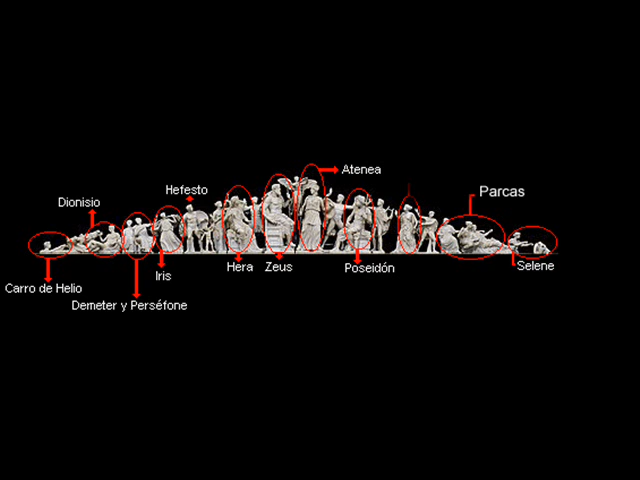 Atenea
Hefesto
Parcas
Dionisio
Iris
Hera
Zeus
Poseidón
Selene
Carro de Helio
Demeter y Perséfone